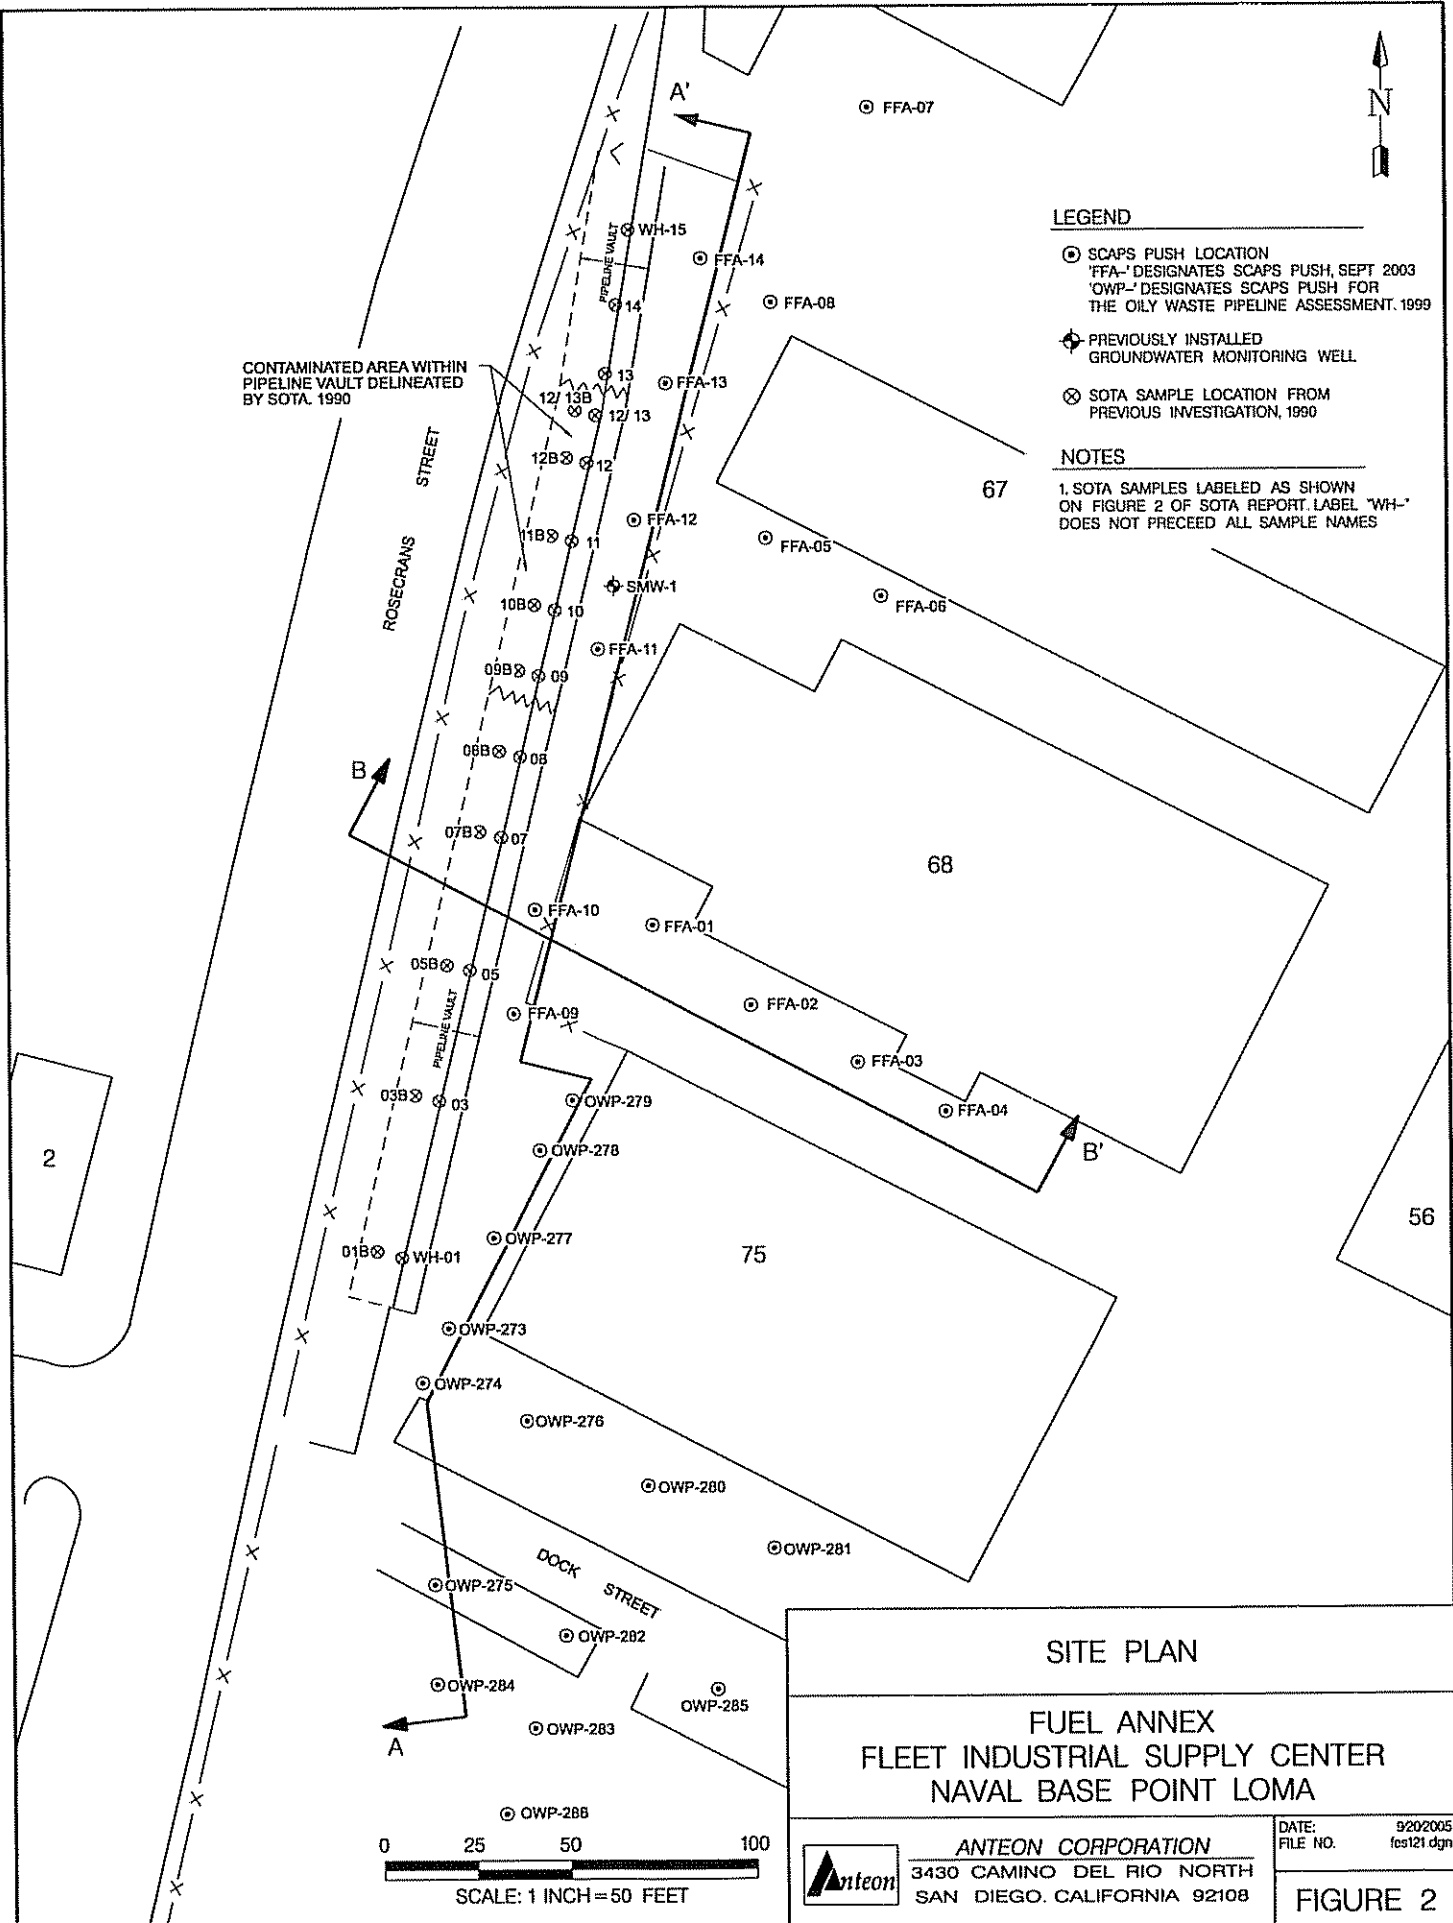 A'
FFA-07
N
LEGEND
SCAPS PUSH LOCATION
'FFA-' DESIGNATES SCAPS PUSH, SEPT 2003
'OWP-' DESIGNATES SCAPS PUSH FOR
THE OILY WASTE PIPELINE ASSESSMENT. 1999
PREVIOUSLY INSTALLED
GROUNDWATER MONITORING WELL
SOTA SAMPLE LOCATION FROM
PREVIOUS INVESTIGATION, 1990
NOTES
1. SOTA SAMPLES LABELED AS SHOWN
ON FIGURE 2 OF SOTA REPORT. LABEL "WH-"
DOES NOT PRECEED ALL SAMPLE NAMES
WH-15
PIPELINE VAULT
FFA-14
FFA-08
14
CONTAMINATED AREA WITHIN
PIPELINE VAULT DELINEATED
BY SOTA. 1990
13
FFA-13
12/ 13B
12/ 13
12B
12
ROSECRANS STREET
67
FFA-12
11B
11
FFA-05
SMW-1
10B
10
FFA-06
FFA-11
09B
09
08B
08
B
07B
07
68
FFA-10
FFA-01
05B
05
FFA-02
PIPELINE VAULT
FFA-09
FFA-03
03B
03
OWP-279
FFA-04
OWP-278
B'
2
56
OWP-277
75
01B
WH-01
OWP-273
OWP-274
OWP-276
OWP-280
OWP-281
DOCK STREET
OWP-275
OWP-282
OWP-284
OWP-285
OWP-283
A
OWP-286
0 25 50 100
SCALE: 1 INCH = 50 FEET
SITE PLAN
FUEL ANNEX
FLEET INDUSTRIAL SUPPLY CENTER
NAVAL BASE POINT LOMA
Anteon
ANTEON CORPORATION
3430 CAMINO DEL RIO NORTH
SAN DIEGO. CALIFORNIA 92108
DATE: 9/20/2005
FILE NO. fcs121.dgn
FIGURE 2